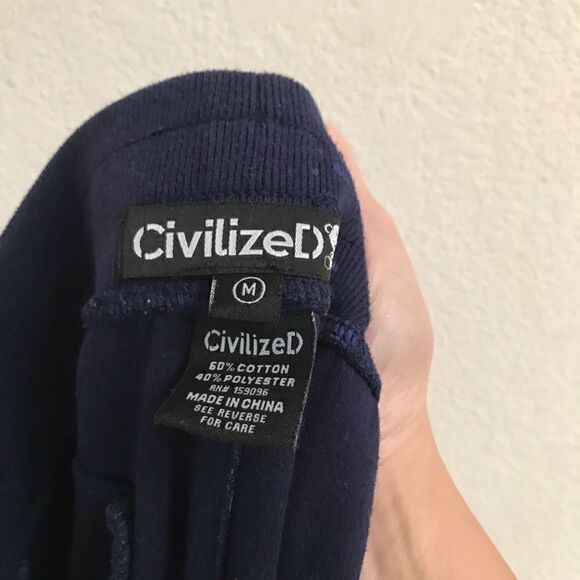 CivilizeD
M
CivilizeD
60% COTTON
40% POLYESTER
RN# 159096
MADE IN CHINA
SEE REVERSE
FOR CARE